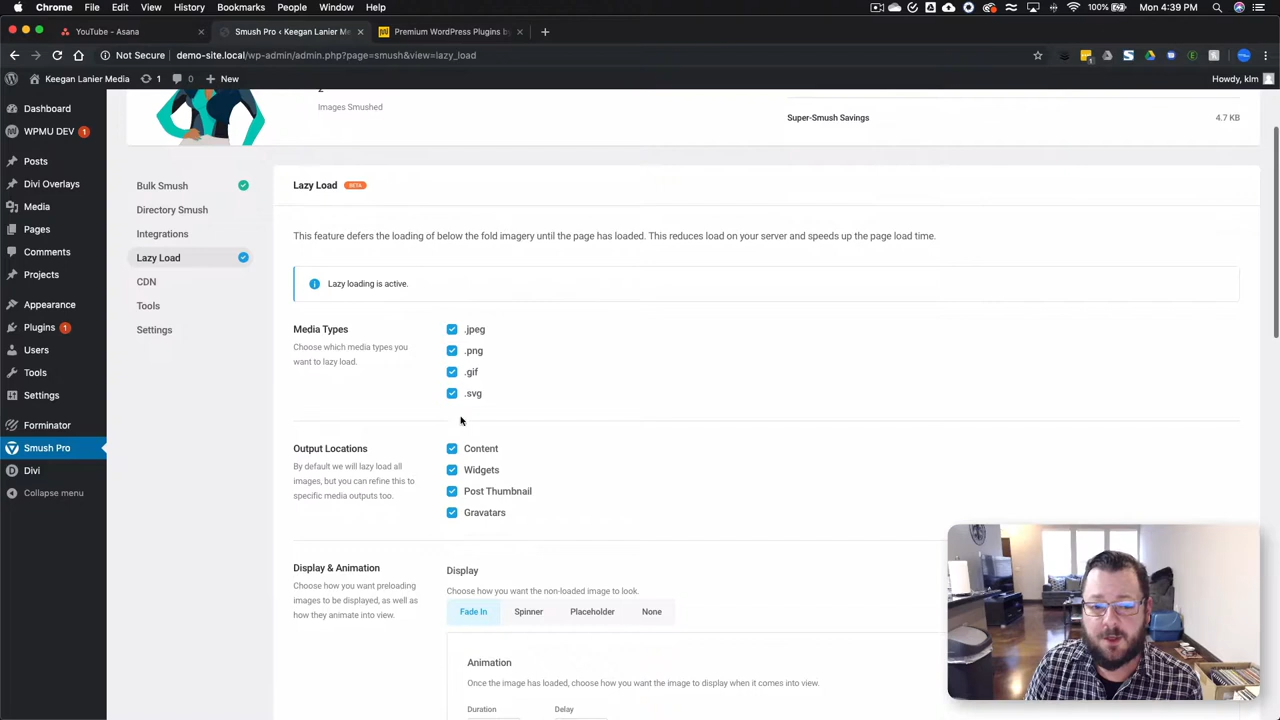 Chrome File Edit View History Bookmarks People Window Help
100% Thu Mar 5 4:39 PM
YouTube - Asana
Smush Pro ‹ Keegan Lanier Me
Premium WordPress Plugins by
Not Secure demo-site.local/wp-admin/admin.php?page=smush&view=lazy_load
Keegan Lanier Media 1 0 New
Howdy, klm
Dashboard
WPMU DEV 1
Posts
Divi Overlays
Media
Pages
Comments
Projects
Appearance
Plugins 1
Users
Tools
Settings
Forminator
Smush Pro
Divi
Collapse menu
Images Smushed
Super-Smush Savings
4.7 KB
Bulk Smush
Directory Smush
Integrations
Lazy Load
CDN
Tools
Settings
Lazy Load BETA
This feature defers the loading of below the fold imagery until the page has loaded. This reduces load on your server and speeds up the page load time.
Lazy loading is active.
Media Types
Choose which media types you
want to lazy load.
.jpeg
.png
.gif
.svg
Output Locations
By default we will lazy load all
images, but you can refine this to
specific media outputs too.
Content
Widgets
Post Thumbnail
Gravatars
Display & Animation
Choose how you want preloading
images to be displayed, as well as
how they animate into view.
Display
Choose how you want the non-loaded image to look.
Fade In Spinner Placeholder None
Animation
Once the image has loaded, choose how you want the image to display when it comes into view.
Duration Delay